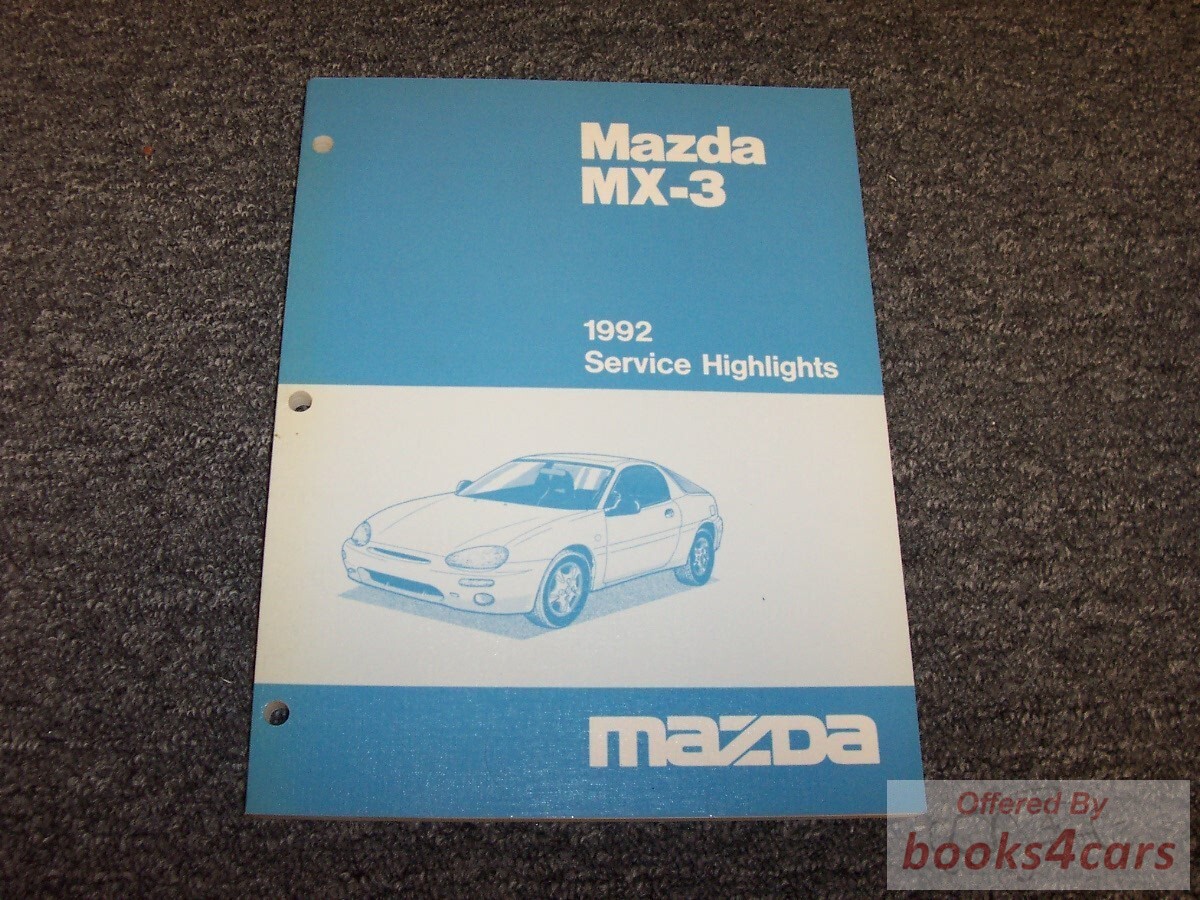 Mazda
MX-3
1992
Service Highlights
mazda
Offered By
books4cars